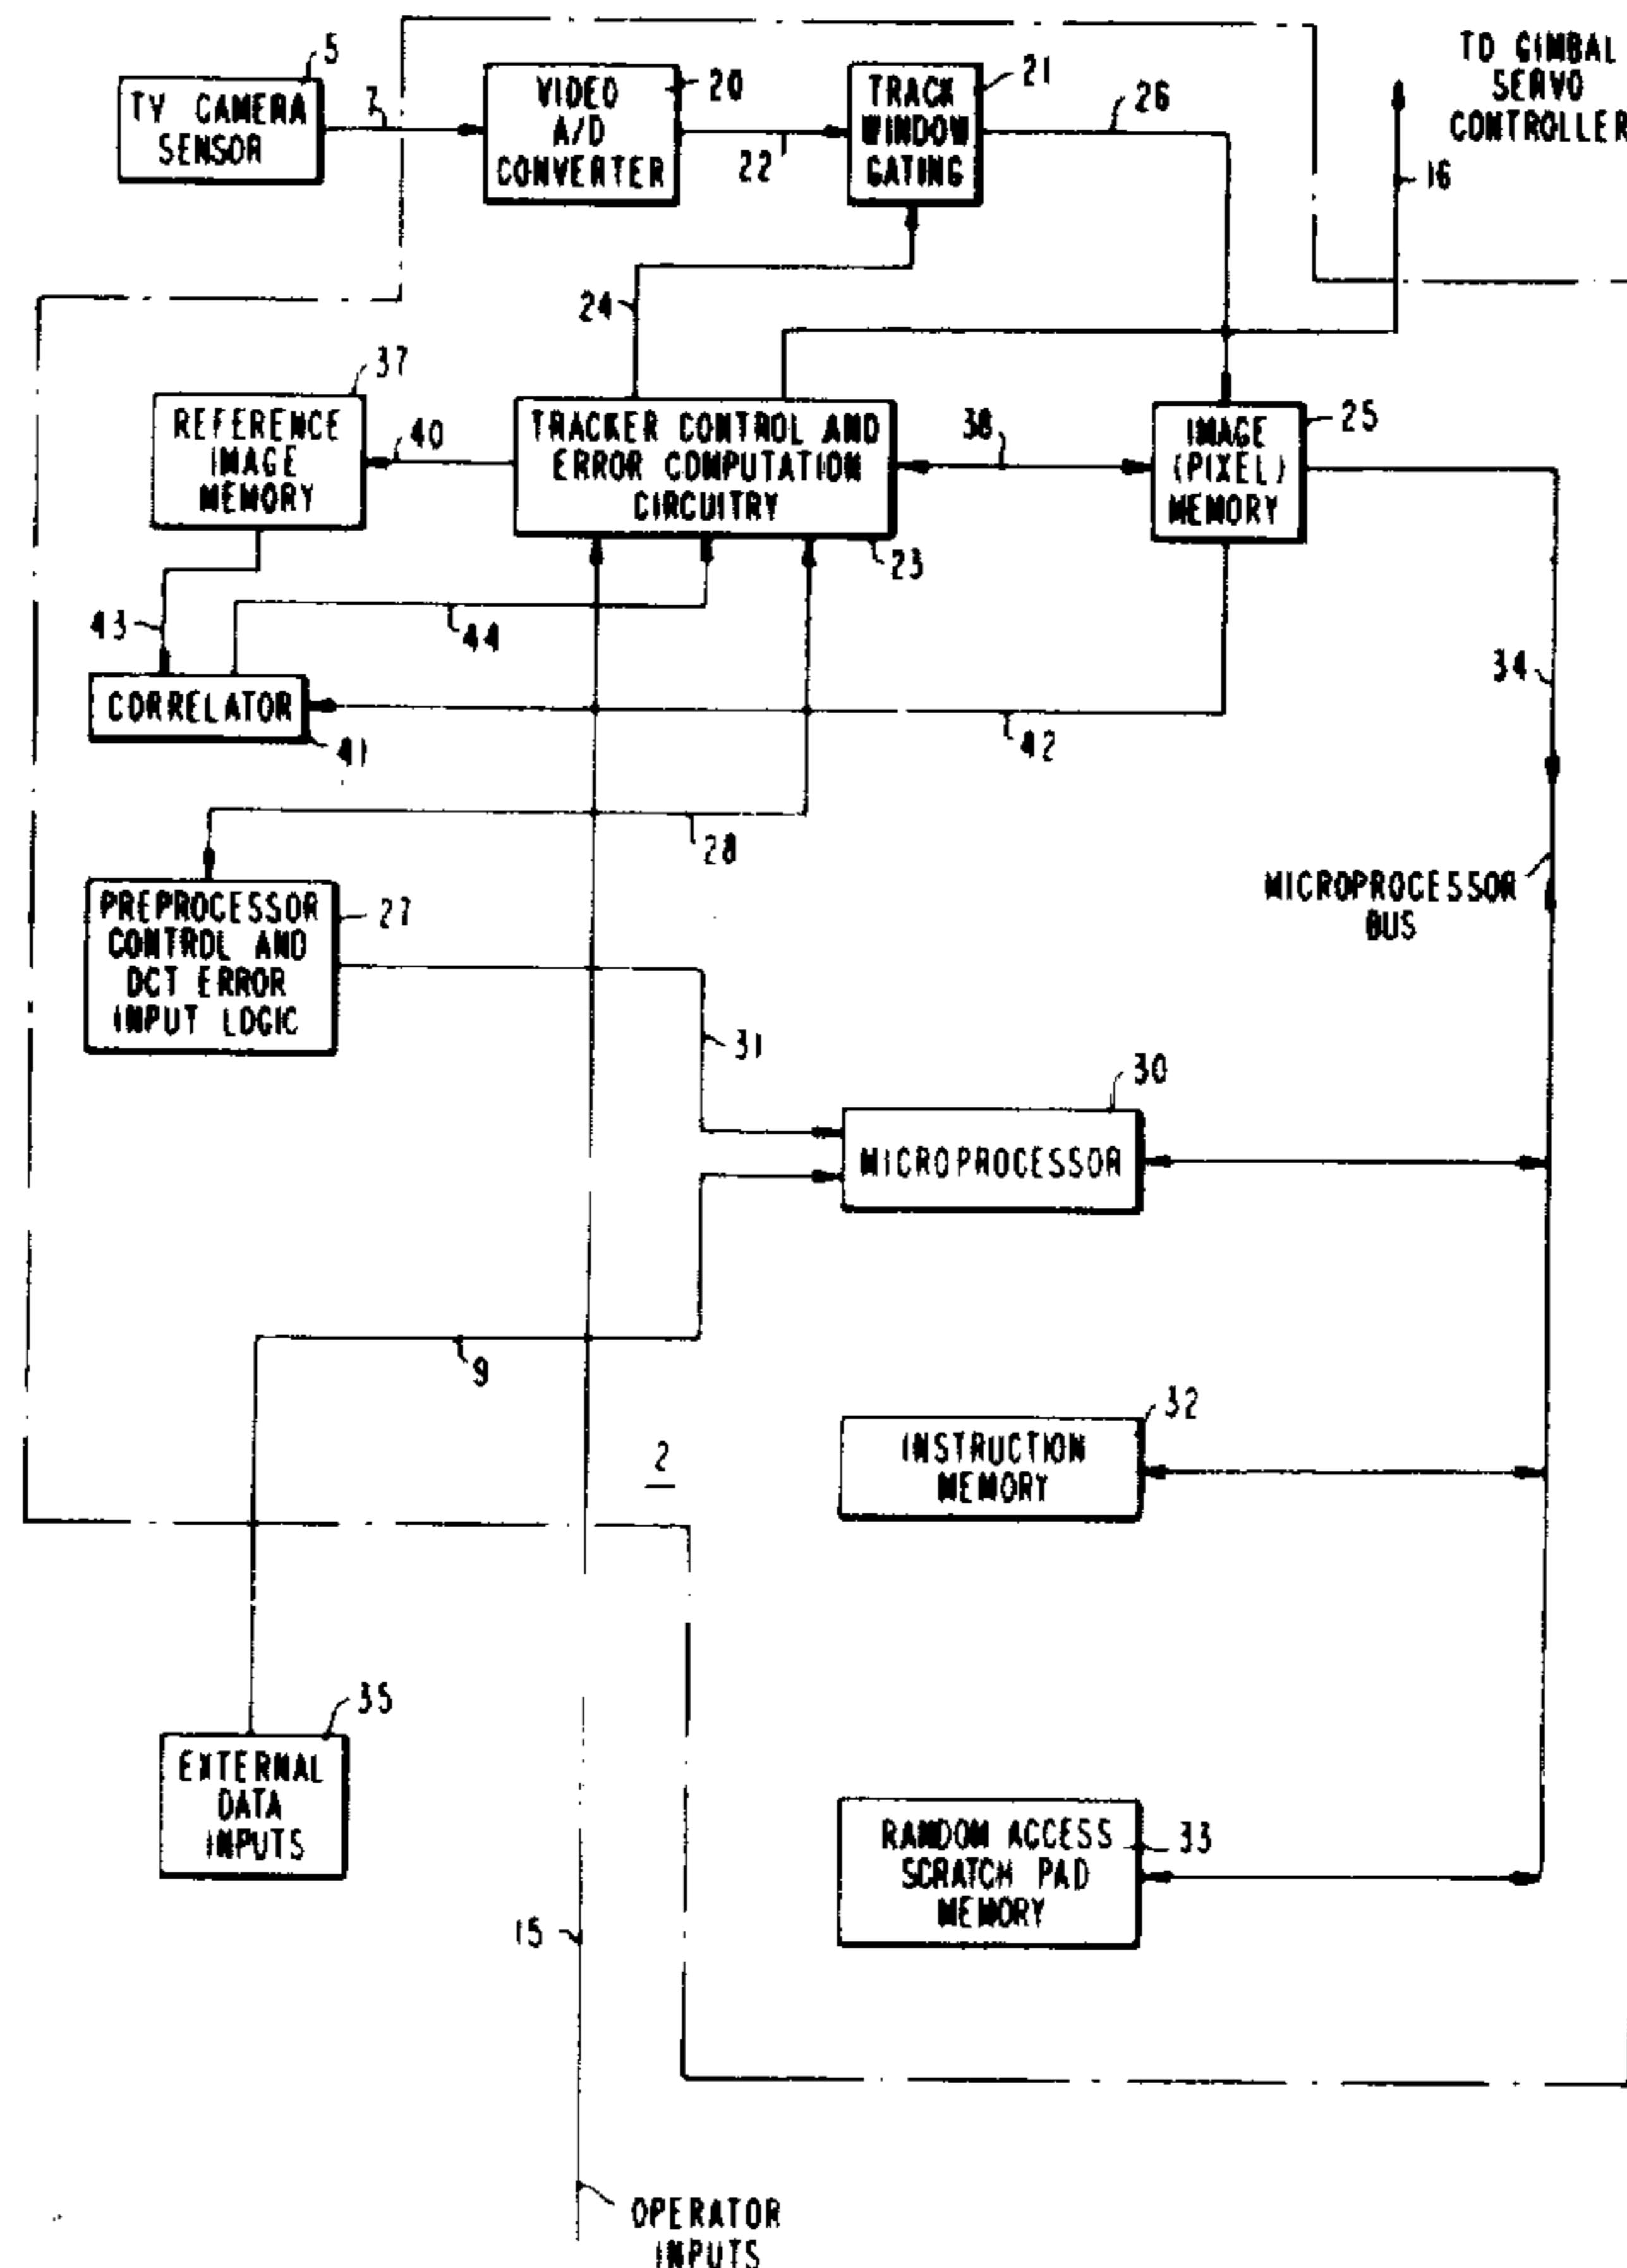 TO GIMBAL
SERVO
CONTROLLER
16
5
TV CAMERA
SENSOR
7
VIDEO
A/D
CONVERTER
20
22
TRACK
WINDOW
GATING
21
26
24
37
REFERENCE
IMAGE
MEMORY
40
TRACKER CONTROL AND
ERROR COMPUTATION
CIRCUITRY
23
38
IMAGE
(PIXEL)
MEMORY
25
43
44
34
CORRELATOR
41
42
28
MICROPROCESSOR
BUS
PREPROCESSOR
CONTROL AND
DCT ERROR
INPUT LOGIC
27
31
30
MICROPROCESSOR
9
32
INSTRUCTION
MEMORY
2
35
EXTERNAL
DATA
INPUTS
RANDOM ACCESS
SCRATCH PAD
MEMORY
33
15
OPERATOR
INPUTS